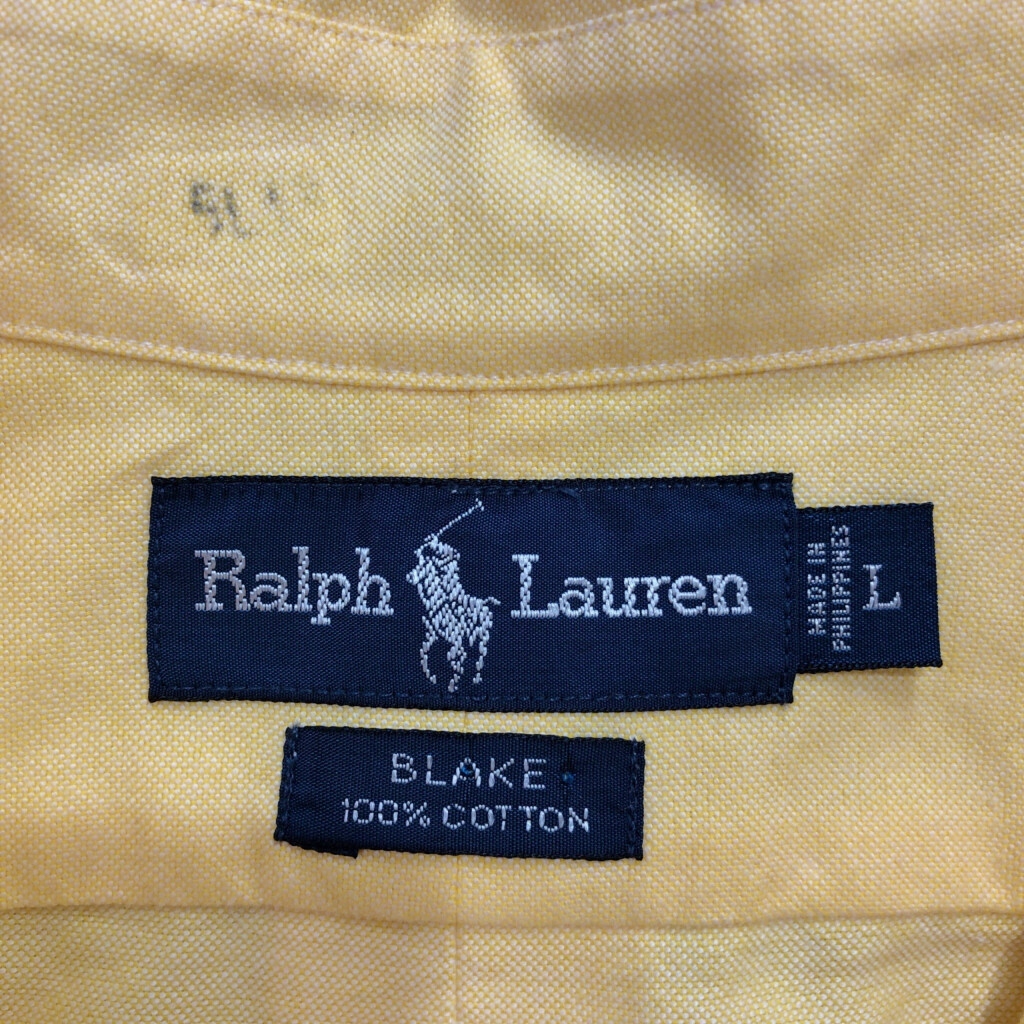 Ralph Lauren
MADE IN
PHILIPPINES
L
BLAKE
100% COTTON